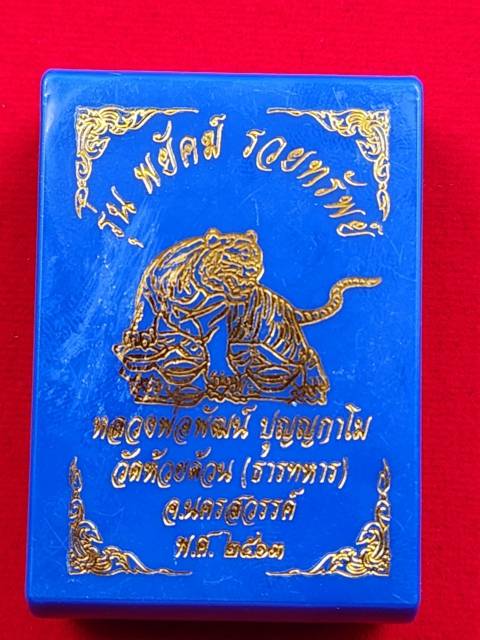 รุ่น พยัคฆ์ รวยทรัพย์
หลวงพ่อพัฒน์ ปุญญกาโม
วัดห้วยด้วน (ธารทหาร)
จ.นครสวรรค์
พ.ศ. ๒๕๖๓